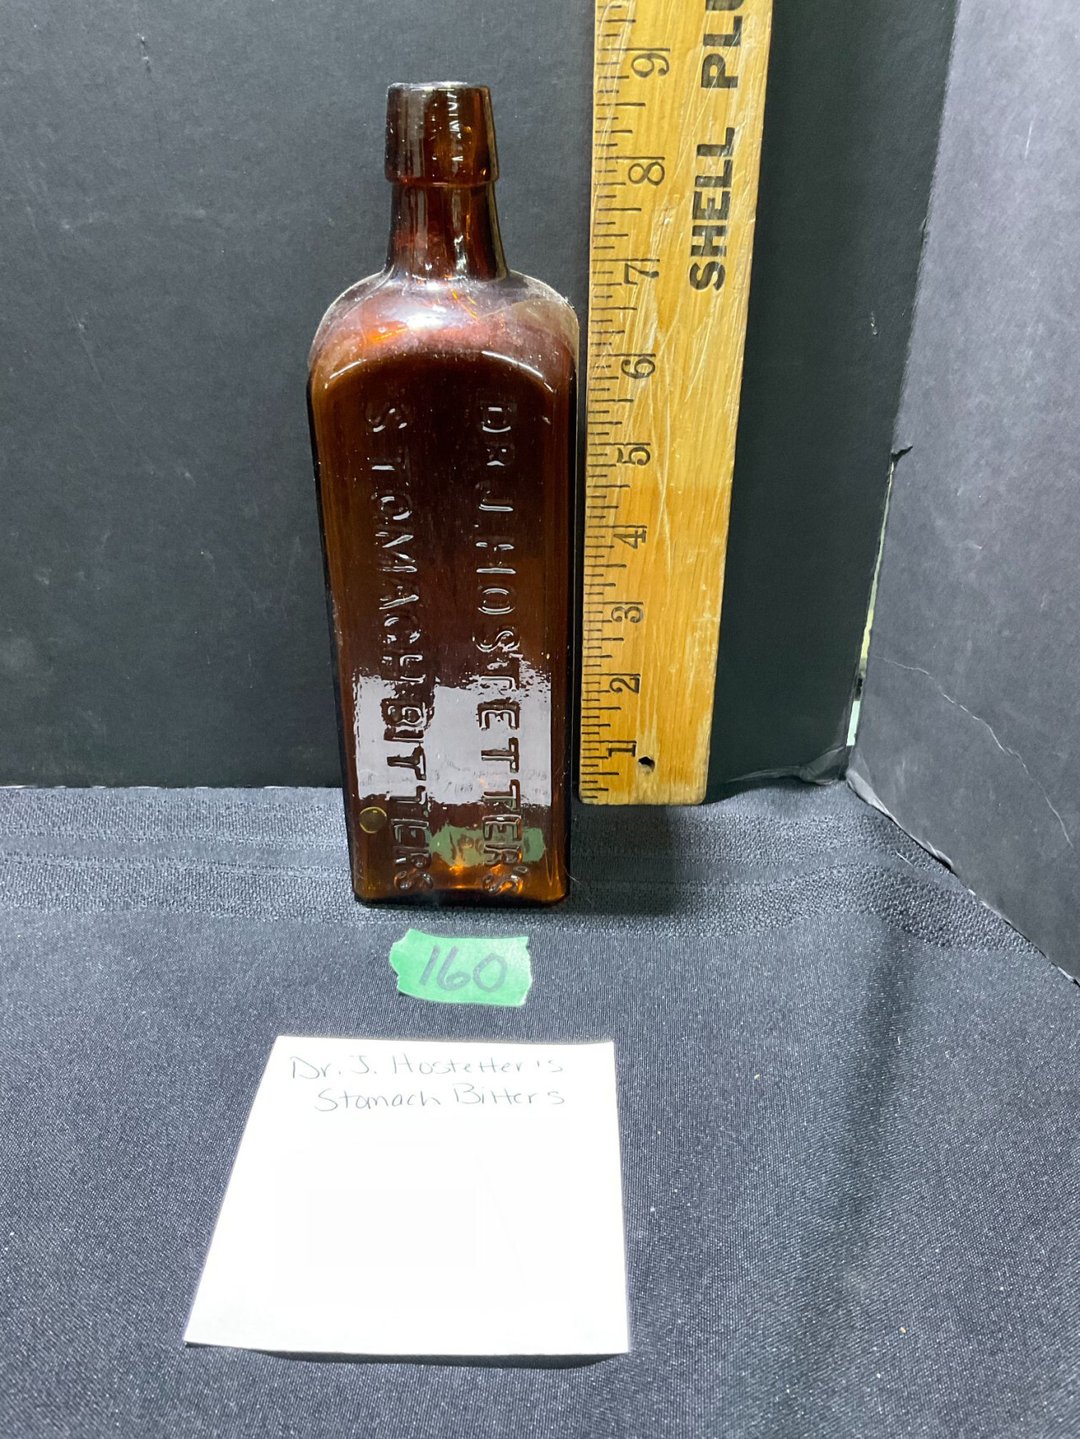 DR. J. HOSTETTER'S
STOMACH BITTERS
9
8
7
6
5
4
3
2
1
SHELL
160
Dr. J. Hostetter's
Stomach Bitters